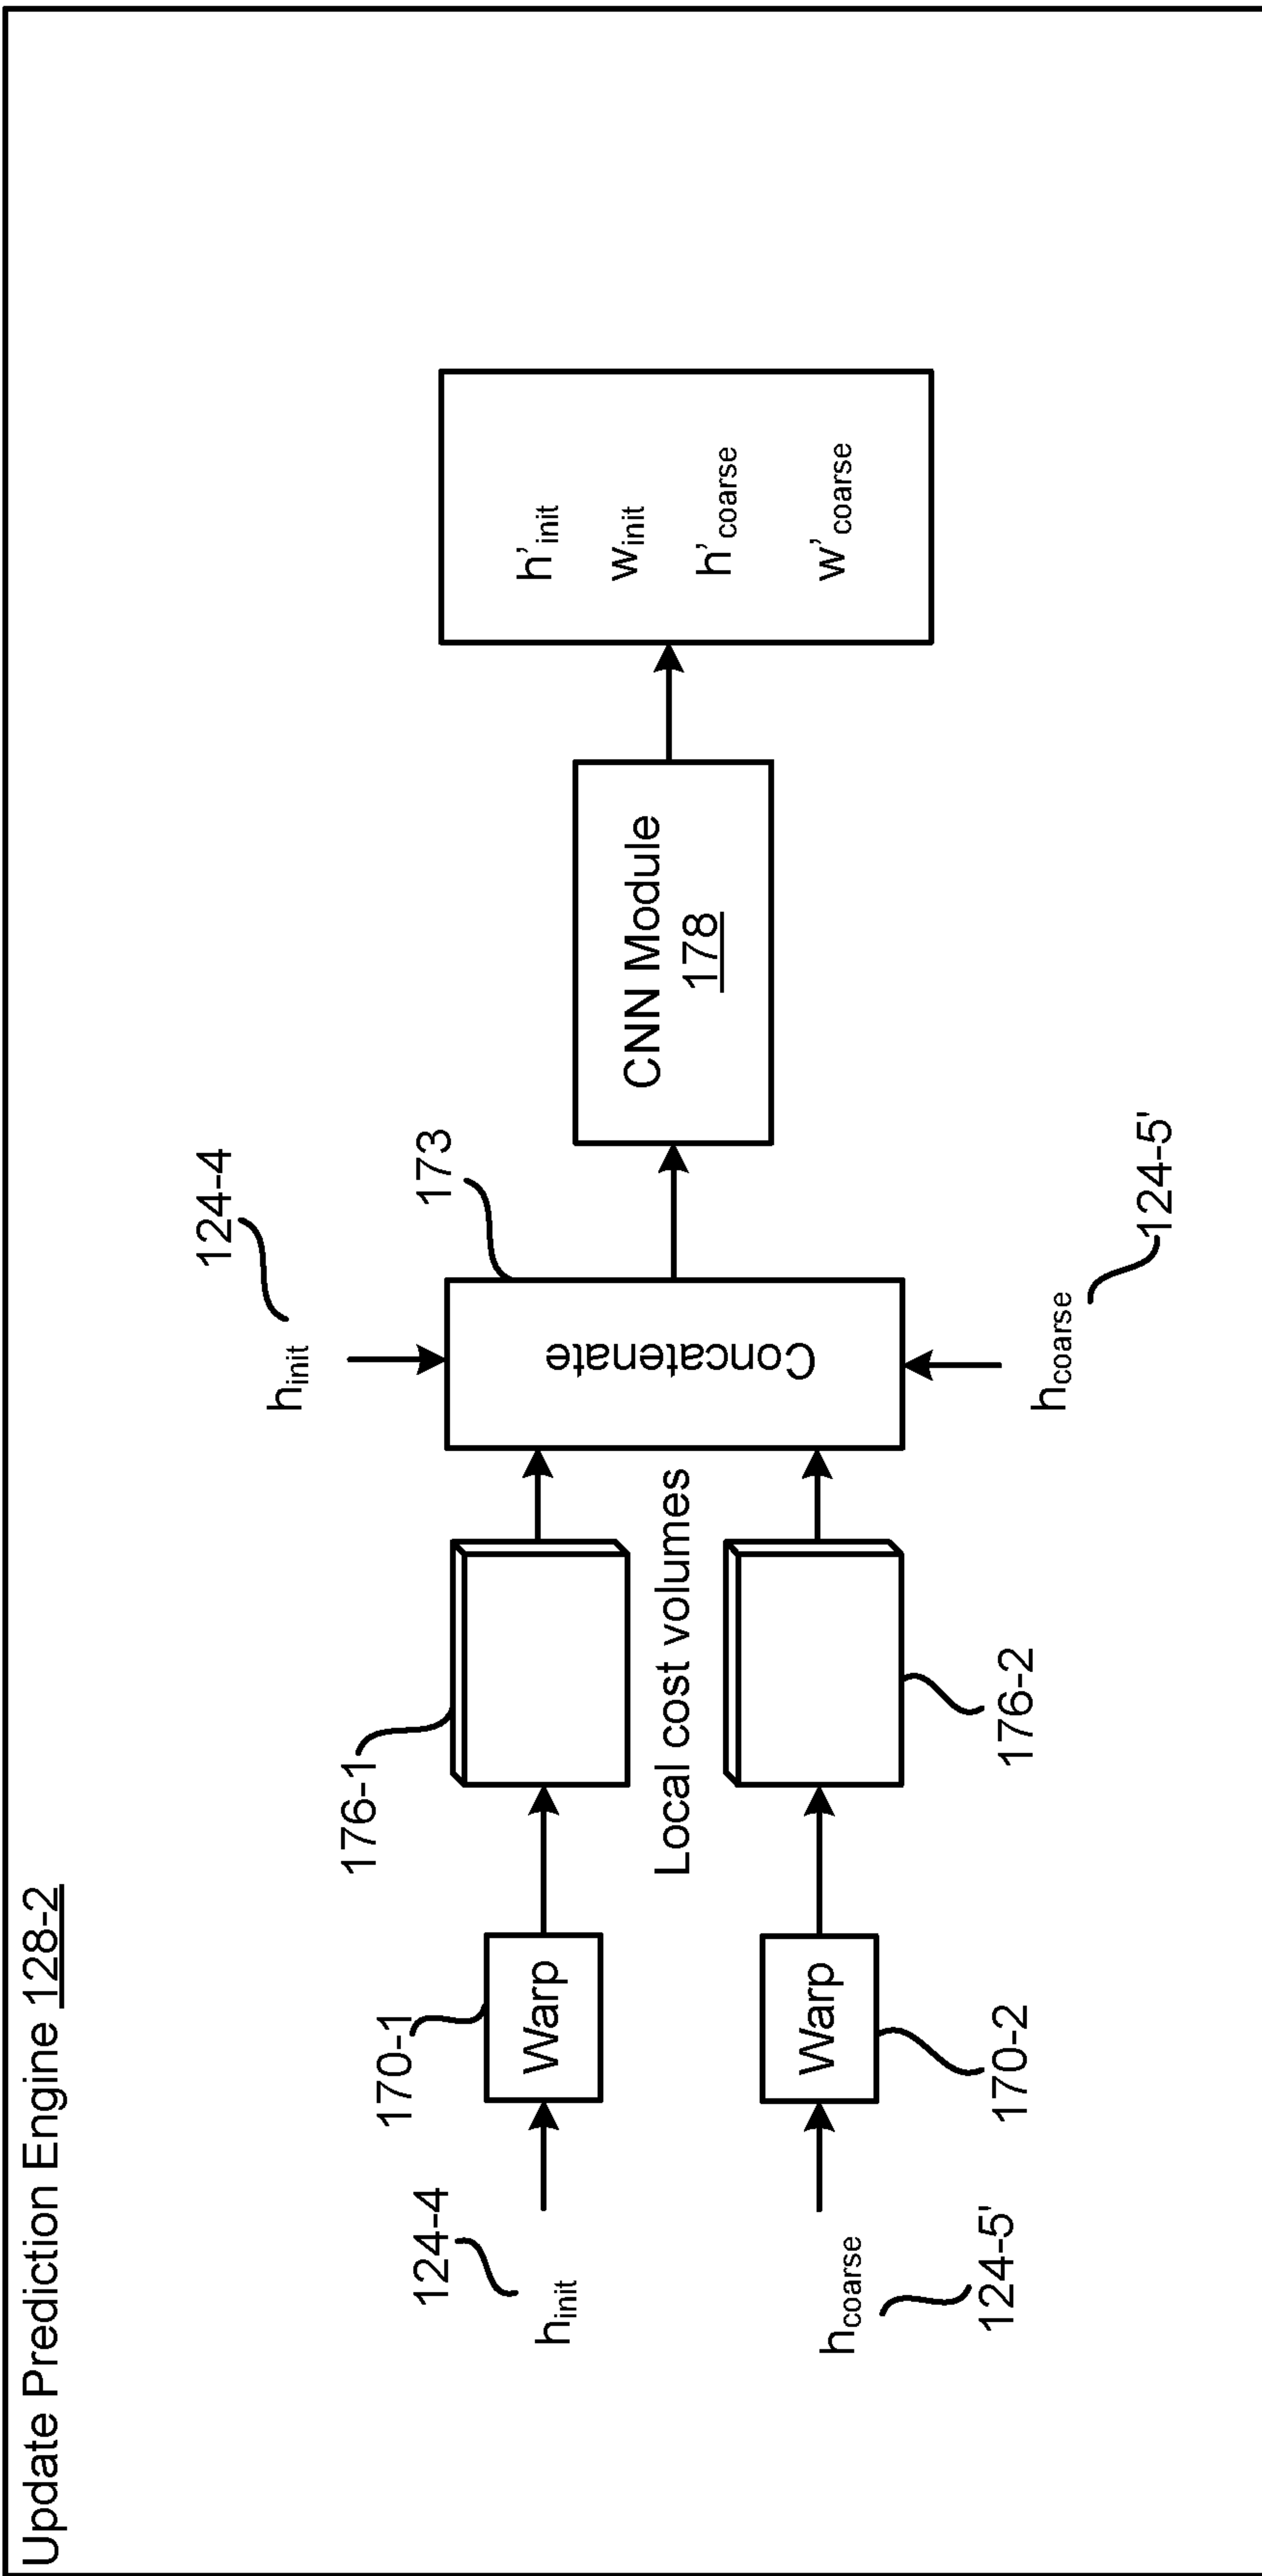 Update Prediction Engine 128-2
124-4
h_init
170-1
Warp
176-1
Local cost volumes
h_coarse
124-5'
Warp
170-2
176-2
124-4
h_init
173
Concatenate
h_coarse
124-5'
CNN Module
178
h'_init
w_init
h'_coarse
w'_coarse